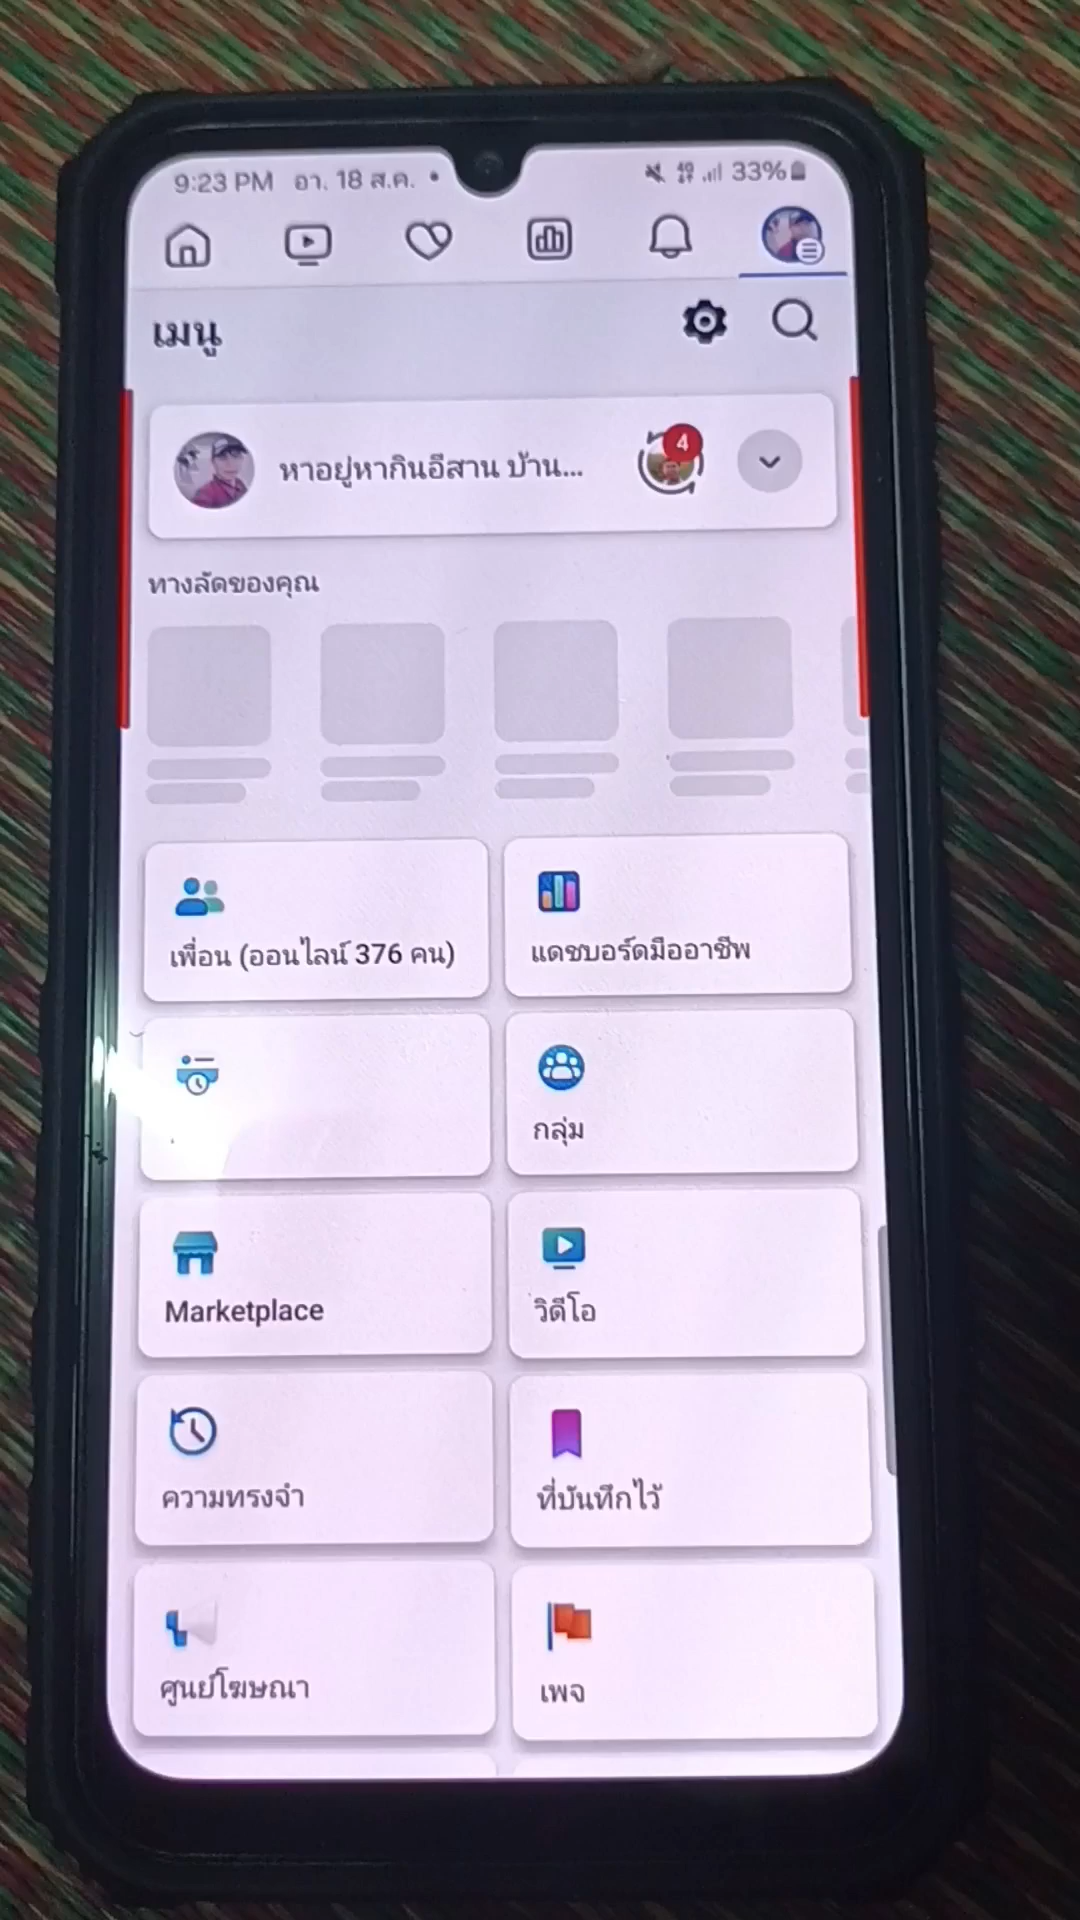 9:23 PM อา. 18 ส.ค. • 33%
เมนู
หาอยู่หากินอีสาน บ้าน... 4
ทางลัดของคุณ
เพื่อน (ออนไลน์ 376 คน)
แดชบอร์ดมืออาชีพ
กลุ่ม
Marketplace
วิดีโอ
ความทรงจำ
ที่บันทึกไว้
ศูนย์โฆษณา
เพจ